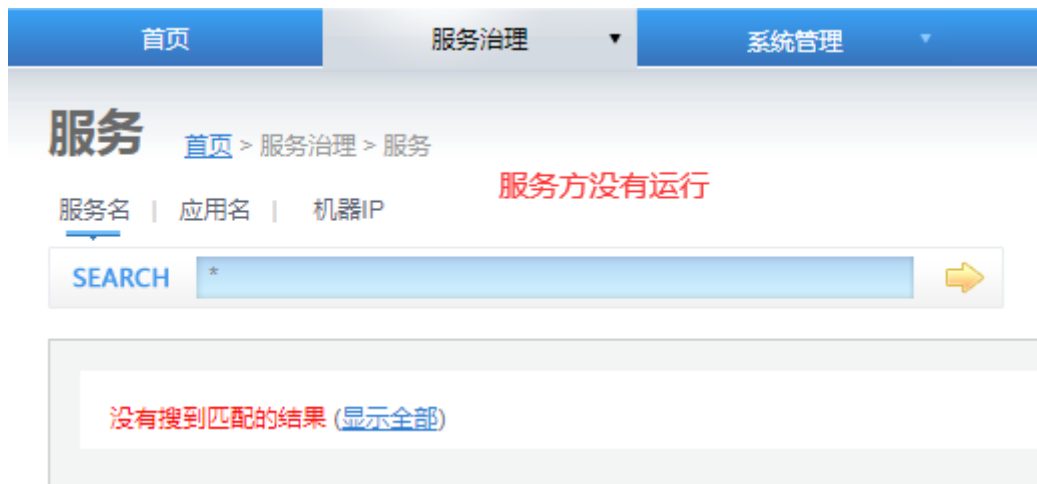 首页 服务治理 ▼ 系统管理 ▼
服务 首页 > 服务治理 > 服务
服务方没有运行
服务名 | 应用名 | 机器IP
SEARCH *
没有搜到匹配的结果 (显示全部)